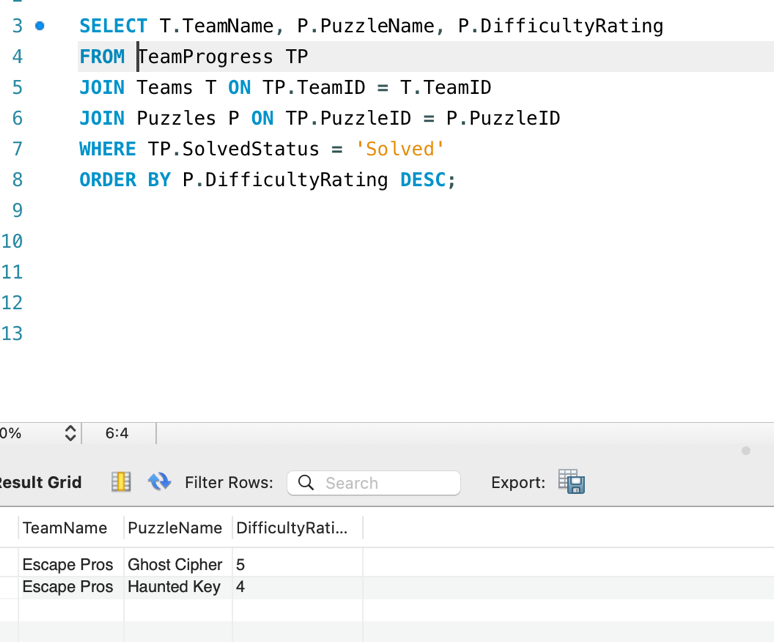 3 SELECT T.TeamName, P.PuzzleName, P.DifficultyRating
4 FROM TeamProgress TP
5 JOIN Teams T ON TP.TeamID = T.TeamID
6 JOIN Puzzles P ON TP.PuzzleID = P.PuzzleID
7 WHERE TP.SolvedStatus = 'Solved'
8 ORDER BY P.DifficultyRating DESC;
9
10
11
12
13
0% 6:4
esult Grid Filter Rows: Search Export:
TeamName PuzzleName DifficultyRati...
Escape Pros Ghost Cipher 5
Escape Pros Haunted Key 4